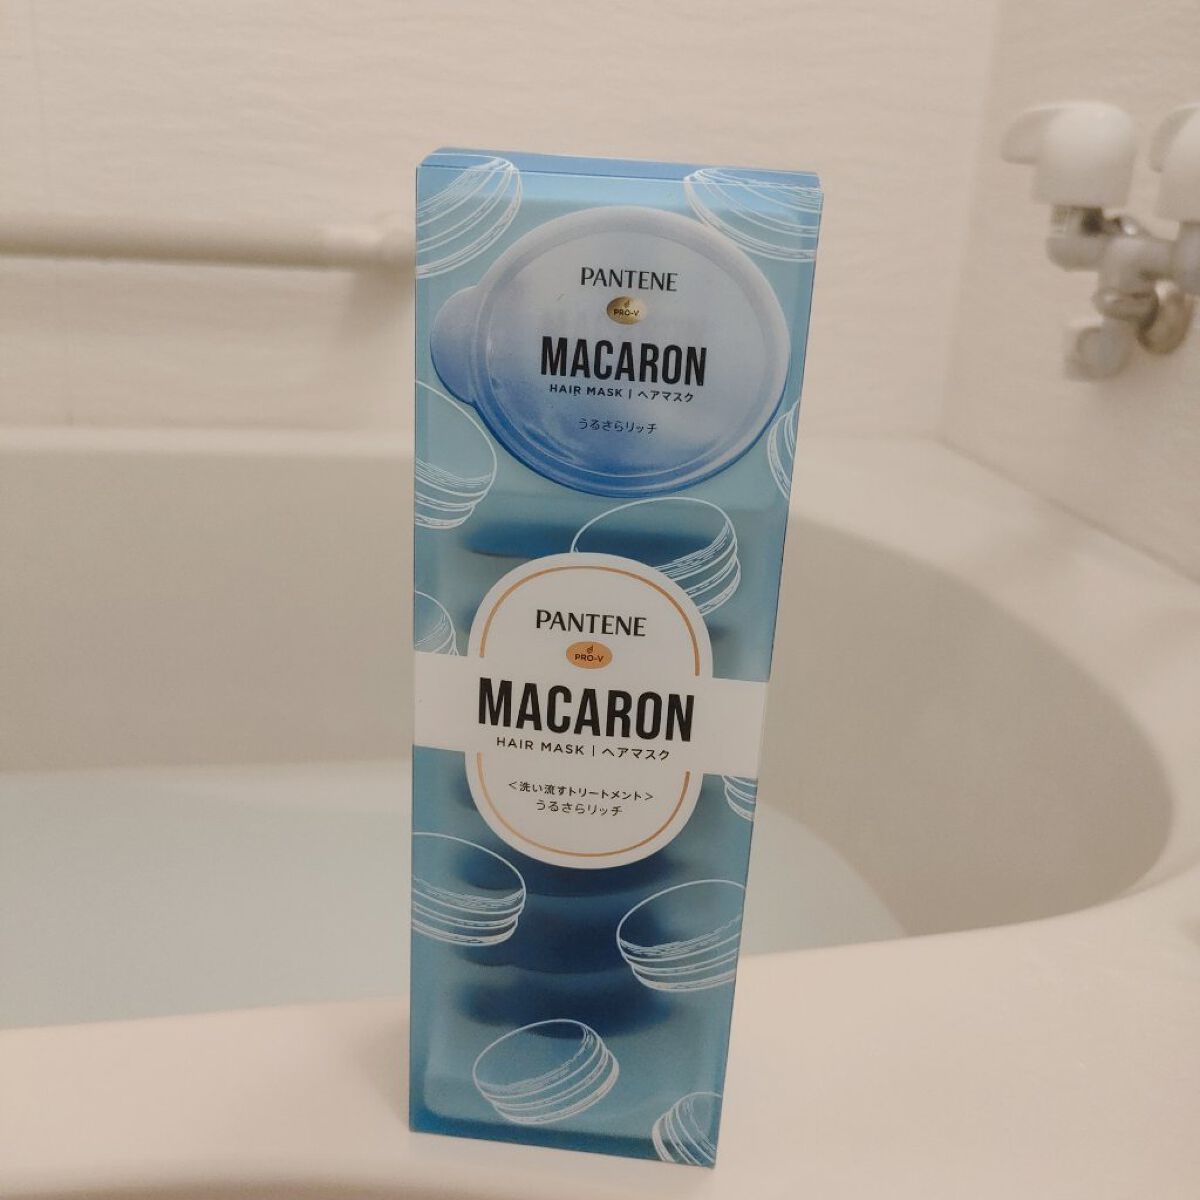 PANTENE
PRO-V
MACARON
HAIR MASK | ヘアマスク
うるさらリッチ
PANTENE
PRO-V
MACARON
HAIR MASK | ヘアマスク
<洗い流すトリートメント>
うるさらリッチ